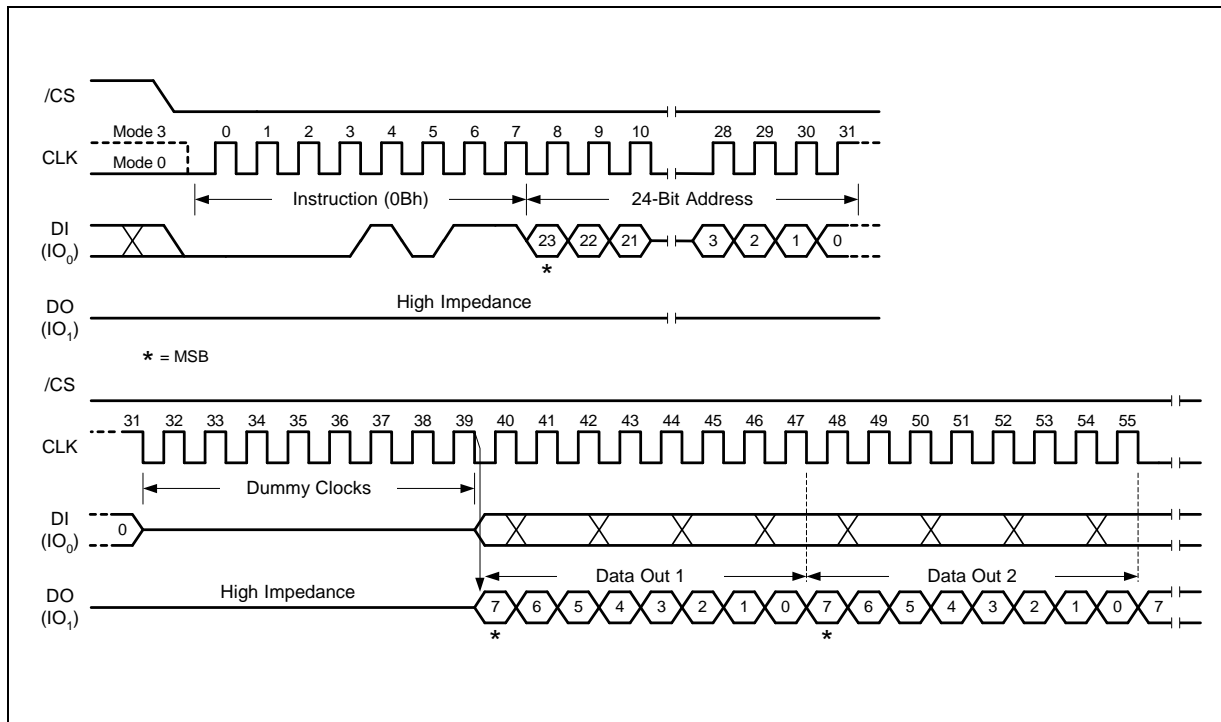 /CS
Mode 3
0 1 2 3 4 5 6 7 8 9 10 28 29 30 31
CLK
Mode 0
Instruction (0Bh) 24-Bit Address
DI
(IO0)
23 22 21 3 2 1 0
*
High Impedance
DO
(IO1)
* = MSB
/CS
31 32 33 34 35 36 37 38 39 40 41 42 43 44 45 46 47 48 49 50 51 52 53 54 55
CLK
Dummy Clocks
DI
(IO0)
0
High Impedance Data Out 1 Data Out 2
DO
(IO1)
7 6 5 4 3 2 1 0 7 6 5 4 3 2 1 0 7
* *